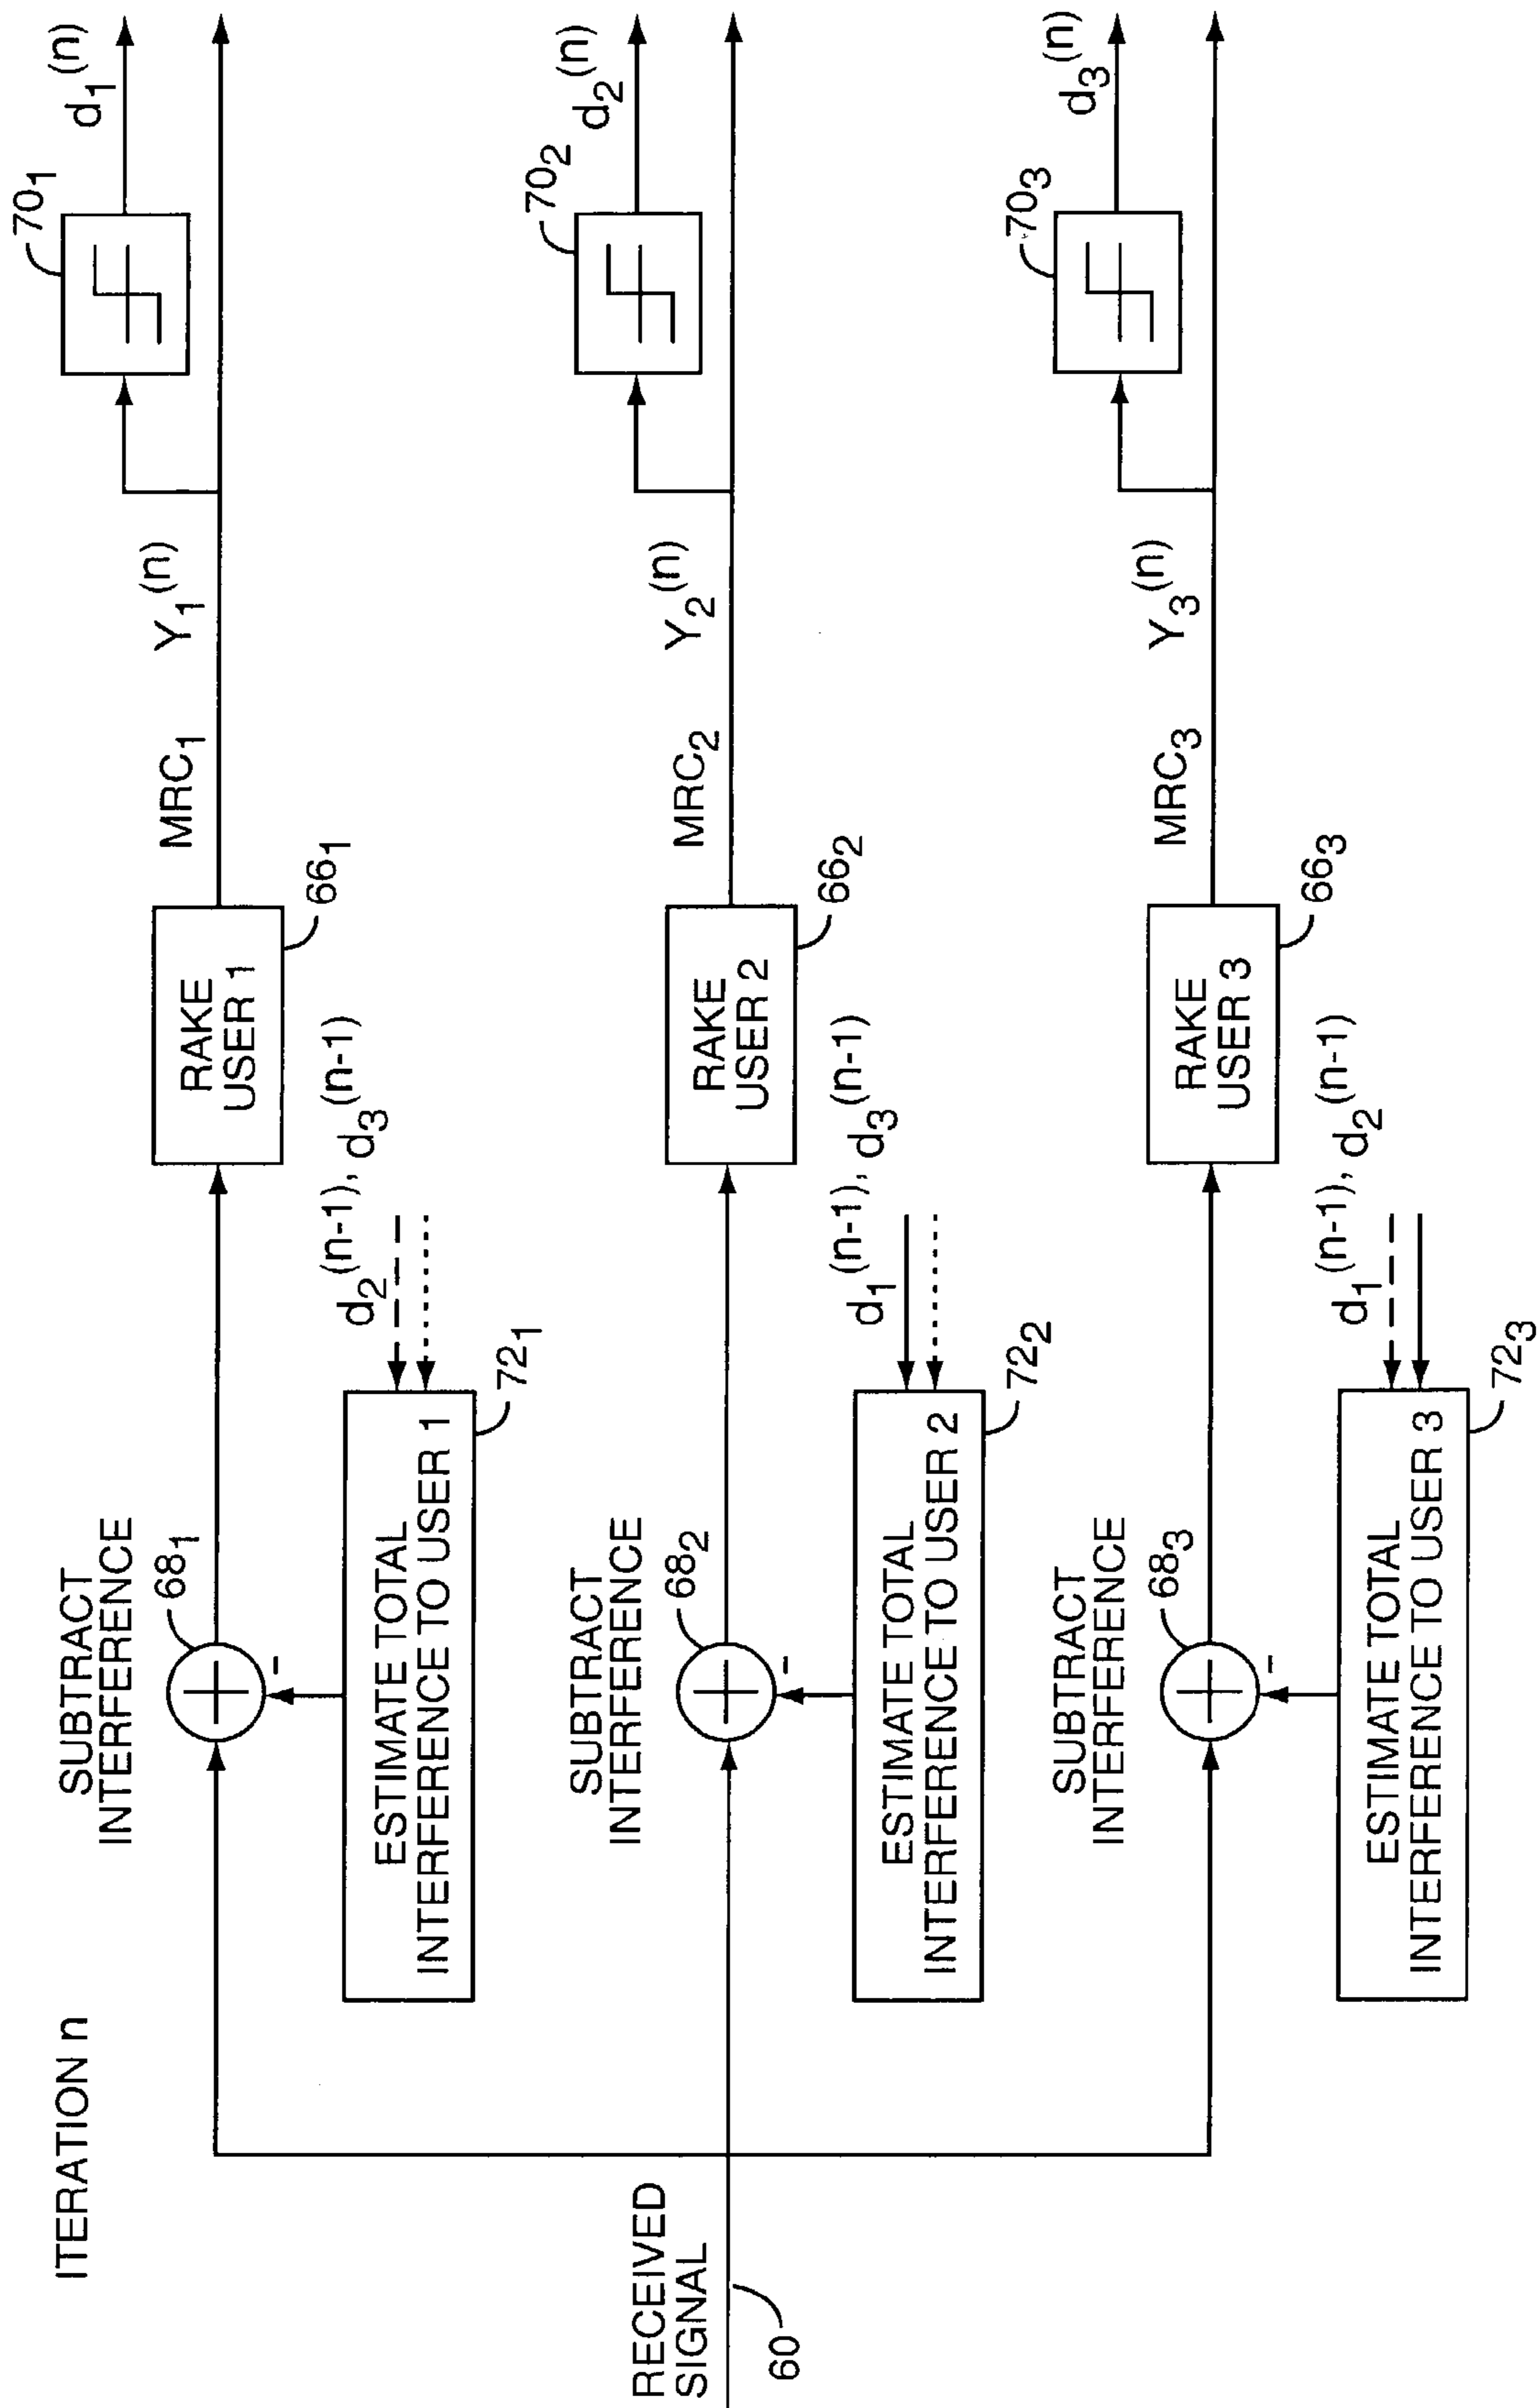 ITERATION n
RECEIVED
SIGNAL
60
SUBTRACT
INTERFERENCE
68₁
ESTIMATE TOTAL
INTERFERENCE TO USER 1
72₁
d₂⁽ⁿ⁻¹⁾, d₃⁽ⁿ⁻¹⁾
-
RAKE
USER 1
66₁
MRC₁
Y₁⁽ⁿ⁾
70₁
d₁⁽ⁿ⁾
SUBTRACT
INTERFERENCE
68₂
ESTIMATE TOTAL
INTERFERENCE TO USER 2
72₂
d₁⁽ⁿ⁻¹⁾, d₃⁽ⁿ⁻¹⁾
-
RAKE
USER 2
66₂
MRC₂
Y₂⁽ⁿ⁾
70₂
d₂⁽ⁿ⁾
SUBTRACT
INTERFERENCE
68₃
ESTIMATE TOTAL
INTERFERENCE TO USER 3
72₃
d₁⁽ⁿ⁻¹⁾, d₂⁽ⁿ⁻¹⁾
-
RAKE
USER 3
66₃
MRC₃
Y₃⁽ⁿ⁾
70₃
d₃⁽ⁿ⁾